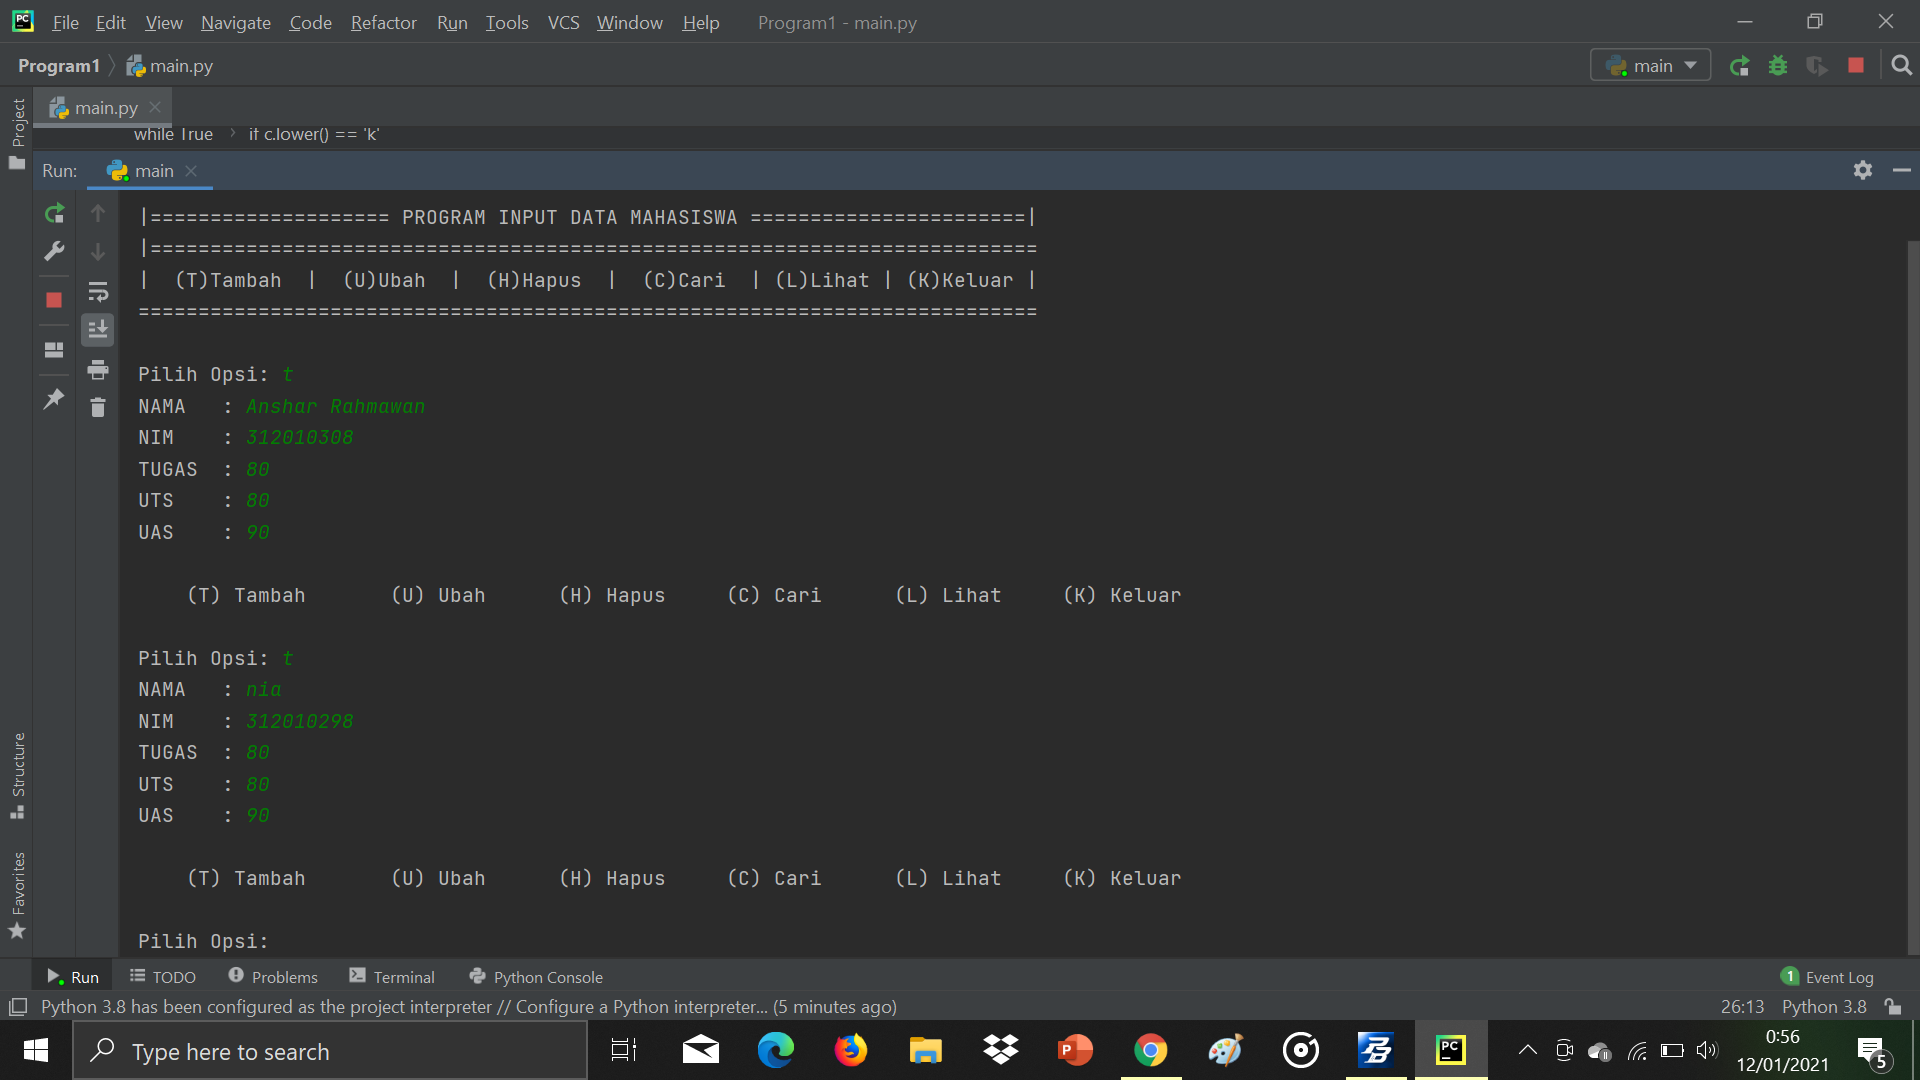 File Edit View Navigate Code Refactor Run Tools VCS Window Help Program1 - main.py
Program1 main.py main
main.py
while True if c.lower() == 'k'
Project
Run: main
|==================== PROGRAM INPUT DATA MAHASISWA =======================|
|==========================================================================
| (T)Tambah | (U)Ubah | (H)Hapus | (C)Cari | (L)Lihat | (K)Keluar |
===========================================================================
Pilih Opsi: t
NAMA : Anshar Rahmawan
NIM : 312010308
TUGAS : 80
UTS : 80
UAS : 90
(T) Tambah (U) Ubah (H) Hapus (C) Cari (L) Lihat (K) Keluar
Pilih Opsi: t
NAMA : nia
NIM : 312010298
TUGAS : 80
UTS : 80
UAS : 90
(T) Tambah (U) Ubah (H) Hapus (C) Cari (L) Lihat (K) Keluar
Pilih Opsi:
Structure
Favorites
Run TODO Problems Terminal Python Console 1 Event Log
Python 3.8 has been configured as the project interpreter // Configure a Python interpreter... (5 minutes ago) 26:13 Python 3.8
Type here to search
0:56
12/01/2021
5